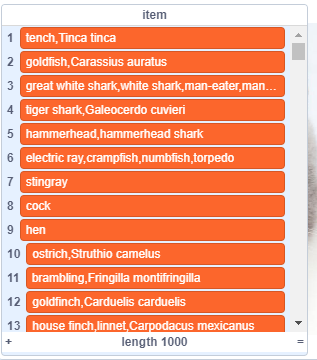 item
1 tench,Tinca tinca
2 goldfish,Carassius auratus
3 great white shark,white shark,man-eater,man...
4 tiger shark,Galeocerdo cuvieri
5 hammerhead,hammerhead shark
6 electric ray,crampfish,numbfish,torpedo
7 stingray
8 cock
9 hen
10 ostrich,Struthio camelus
11 brambling,Fringilla montifringilla
12 goldfinch,Carduelis carduelis
13 house finch,linnet,Carpodacus mexicanus
+ length 1000 =